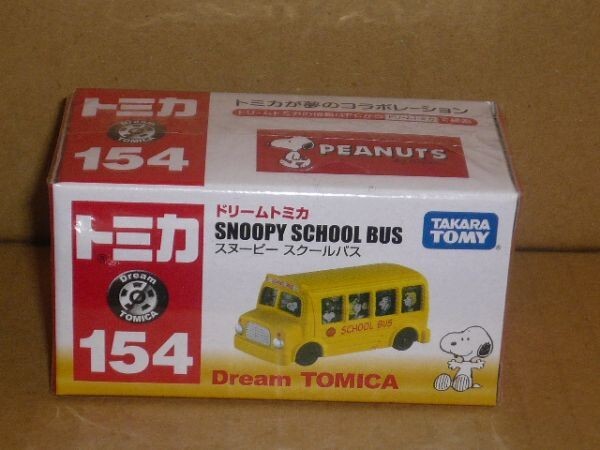 トミカ
Dream
TOMICA
154
トミカが夢のコラボレーション
PEANUTS
トミカ
Dream
TOMICA
154
ドリームトミカ
SNOOPY SCHOOL BUS
スヌーピー スクールバス
TAKARA
TOMY
SCHOOL BUS
Dream TOMICA